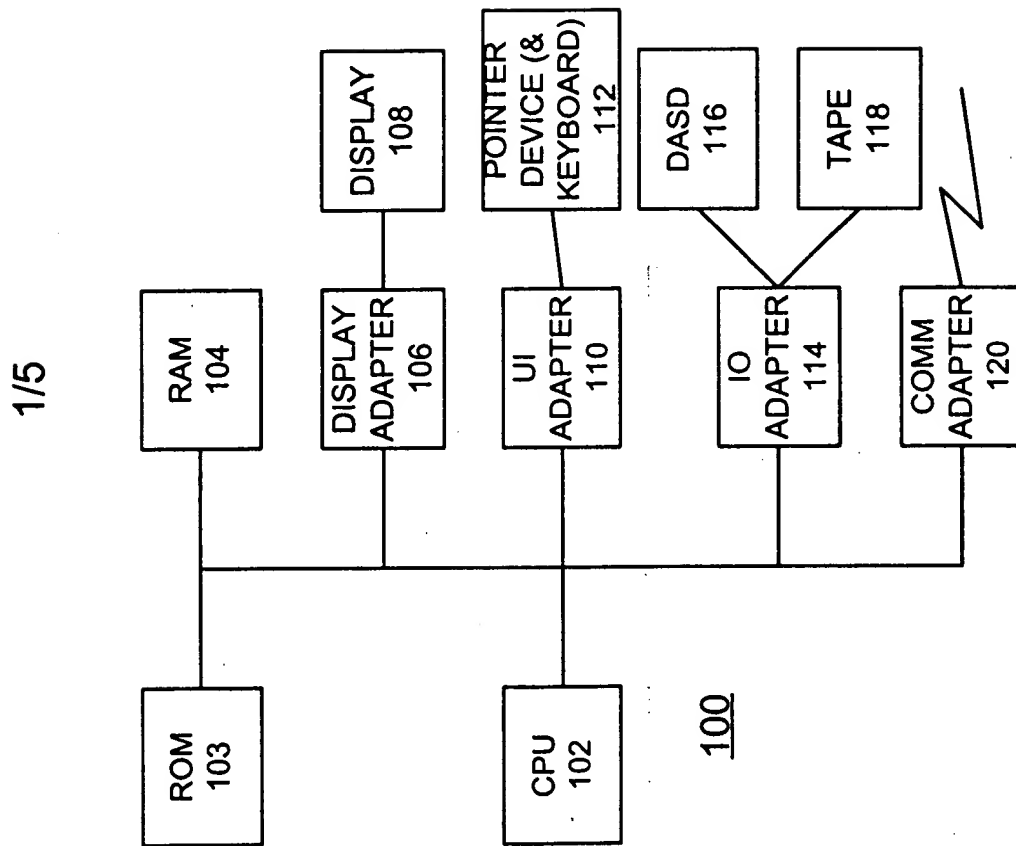 1/5
ROM
103
RAM
104
DISPLAY
ADAPTER
106
DISPLAY
108
CPU
102
UI
ADAPTER
110
POINTER
DEVICE (&
KEYBOARD)
112
IO
ADAPTER
114
DASD
116
TAPE
118
COMM
ADAPTER
120
100